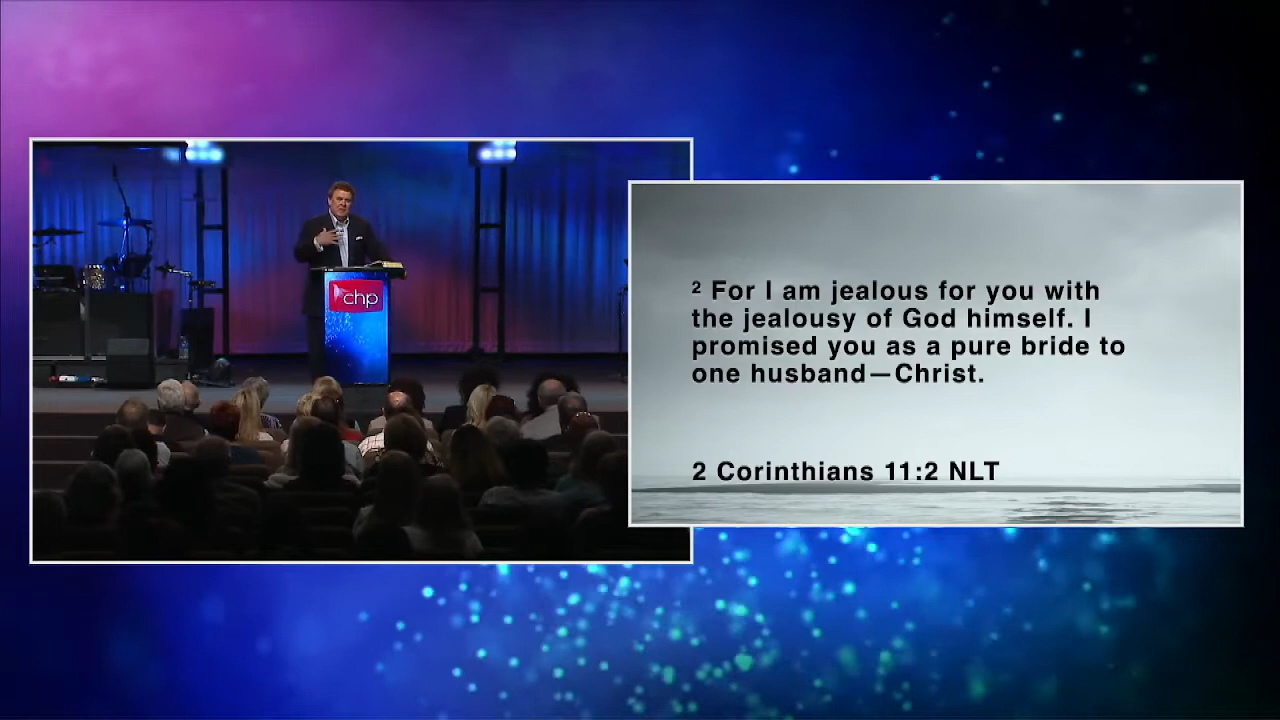 chp
² For I am jealous for you with
the jealousy of God himself. I
promised you as a pure bride to
one husband—Christ.
2 Corinthians 11:2 NLT